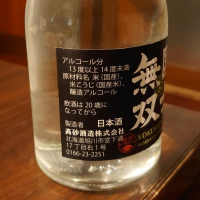 アルコール分
13度以上14度未満
原材料名 米(国産)、
米こうじ(国産米)、
醸造アルコール
飲酒は20歳に
なってから
日本酒
製造者
高砂酒造株式会社
北海道旭川市宮下通
17丁目右1号
0166-23-2251
無双